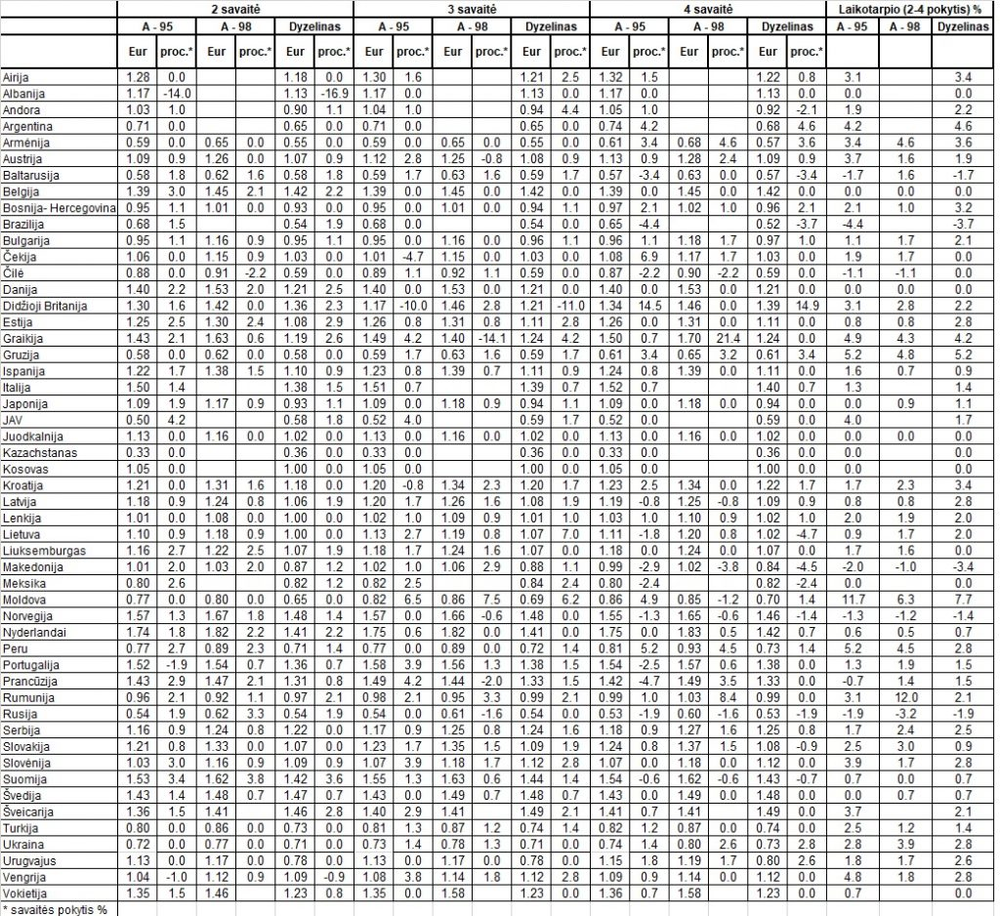 2 savaitė 3 savaitė 4 savaitė Laikotarpio (2-4 pokytis) %
A - 95 A - 98 Dyzelinas A - 95 A - 98 Dyzelinas A - 95 A - 98 Dyzelinas A - 95 A - 98 Dyzelinas
Eur proc.* Eur proc.* Eur proc.* Eur proc.* Eur proc.* Eur proc.* Eur proc.* Eur proc.* Eur proc.*
Airija 1.28 0.0 1.18 0.0 1.30 1.6 1.21 2.5 1.32 1.5 1.22 0.8 3.1 3.4
Albanija 1.17 -14.0 1.13 -16.9 1.17 0.0 1.13 0.0 1.17 0.0 1.13 0.0 0.0 0.0
Andora 1.03 1.0 0.90 1.1 1.04 1.0 0.94 4.4 1.05 1.0 0.92 -2.1 1.9 2.2
Argentina 0.71 0.0 0.65 0.0 0.71 0.0 0.65 0.0 0.74 4.2 0.68 4.6 4.2 4.6
Armėnija 0.59 0.0 0.65 0.0 0.55 0.0 0.59 0.0 0.65 0.0 0.55 0.0 0.61 3.4 0.68 4.6 0.57 3.6 3.4 4.6 3.6
Austrija 1.09 0.9 1.26 0.0 1.07 0.9 1.12 2.8 1.25 -0.8 1.08 0.9 1.13 0.9 1.28 2.4 1.09 0.9 3.7 1.6 1.9
Baltarusija 0.58 1.8 0.62 1.6 0.58 1.8 0.59 1.7 0.63 1.6 0.59 1.7 0.57 -3.4 0.63 0.0 0.57 -3.4 -1.7 1.6 -1.7
Belgija 1.39 3.0 1.45 2.1 1.42 2.2 1.39 0.0 1.45 0.0 1.42 0.0 1.39 0.0 1.45 0.0 1.42 0.0 0.0 0.0 0.0
Bosnija- Hercegovina 0.95 1.1 1.01 0.0 0.93 0.0 0.95 0.0 1.01 0.0 0.94 1.1 0.97 2.1 1.02 1.0 0.96 2.1 2.1 1.0 3.2
Brazilija 0.68 1.5 0.54 1.9 0.68 0.0 0.54 0.0 0.65 -4.4 0.52 -3.7 -4.4 -3.7
Bulgarija 0.95 1.1 1.16 0.9 0.95 1.1 0.95 0.0 1.16 0.0 0.96 1.1 0.96 1.1 1.18 1.7 0.97 1.0 1.1 1.7 2.1
Čekija 1.06 0.0 1.15 0.9 1.03 0.0 1.01 -4.7 1.15 0.0 1.03 0.0 1.08 6.9 1.17 1.7 1.03 0.0 1.9 1.7 0.0
Čilė 0.88 0.0 0.91 -2.2 0.59 0.0 0.89 1.1 0.92 1.1 0.59 0.0 0.87 -2.2 0.90 -2.2 0.59 0.0 -1.1 -1.1 0.0
Danija 1.40 2.2 1.53 2.0 1.21 2.5 1.40 0.0 1.53 0.0 1.21 0.0 1.40 0.0 1.53 0.0 1.21 0.0 0.0 0.0 0.0
Didžioji Britanija 1.30 1.6 1.42 0.0 1.36 2.3 1.17 -10.0 1.46 2.8 1.21 -11.0 1.34 14.5 1.46 0.0 1.39 14.9 3.1 2.8 2.2
Estija 1.25 2.5 1.30 2.4 1.08 2.9 1.26 0.8 1.31 0.8 1.11 2.8 1.26 0.0 1.31 0.0 1.11 0.0 0.8 0.8 2.8
Graikija 1.43 2.1 1.63 0.6 1.19 2.6 1.49 4.2 1.40 -14.1 1.24 4.2 1.50 0.7 1.70 21.4 1.24 0.0 4.9 4.3 4.2
Gruzija 0.58 0.0 0.62 0.0 0.58 0.0 0.59 1.7 0.63 1.6 0.59 1.7 0.61 3.4 0.65 3.2 0.61 3.4 5.2 4.8 5.2
Ispanija 1.22 1.7 1.38 1.5 1.10 0.9 1.23 0.8 1.39 0.7 1.11 0.9 1.24 0.8 1.39 0.0 1.11 0.0 1.6 0.7 0.9
Italija 1.50 1.4 1.38 1.5 1.51 0.7 1.39 0.7 1.52 0.7 1.40 0.7 1.3 1.4
Japonija 1.09 1.9 1.17 0.9 0.93 1.1 1.09 0.0 1.18 0.9 0.94 1.1 1.09 0.0 1.18 0.0 0.94 0.0 0.0 0.9 1.1
JAV 0.50 4.2 0.58 1.8 0.52 4.0 0.59 1.7 0.52 0.0 0.59 0.0 4.0 1.7
Juodkalnija 1.13 0.0 1.16 0.0 1.02 0.0 1.13 0.0 1.16 0.0 1.02 0.0 1.13 0.0 1.16 0.0 1.02 0.0 0.0 0.0 0.0
Kazachstanas 0.33 0.0 0.36 0.0 0.33 0.0 0.36 0.0 0.33 0.0 0.36 0.0 0.0 0.0
Kosovas 1.05 0.0 1.00 0.0 1.05 0.0 1.00 0.0 1.05 0.0 1.00 0.0 0.0 0.0
Kroatija 1.21 0.0 1.31 1.6 1.18 0.0 1.20 -0.8 1.34 2.3 1.20 1.7 1.23 2.5 1.34 0.0 1.22 1.7 1.7 2.3 3.4
Latvija 1.18 0.9 1.24 0.8 1.06 1.9 1.20 1.7 1.26 1.6 1.08 1.9 1.19 -0.8 1.25 -0.8 1.09 0.9 0.8 0.8 2.8
Lenkija 1.01 0.0 1.08 0.0 1.00 0.0 1.02 1.0 1.09 0.9 1.01 1.0 1.03 1.0 1.10 0.9 1.02 1.0 2.0 1.9 2.0
Lietuva 1.10 0.9 1.18 0.9 1.00 0.0 1.13 2.7 1.19 0.8 1.07 7.0 1.11 -1.8 1.20 0.8 1.02 -4.7 0.9 1.7 2.0
Liuksemburgas 1.16 2.7 1.22 2.5 1.07 1.9 1.18 1.7 1.24 1.6 1.07 0.0 1.18 0.0 1.24 0.0 1.07 0.0 1.7 1.6 0.0
Makedonija 1.01 2.0 1.03 2.0 0.87 1.2 1.02 1.0 1.06 2.9 0.88 1.1 0.99 -2.9 1.02 -3.8 0.84 -4.5 -2.0 -1.0 -3.4
Meksika 0.80 2.6 0.82 1.2 0.82 2.5 0.84 2.4 0.80 -2.4 0.82 -2.4 0.0 0.0
Moldova 0.77 0.0 0.80 0.0 0.65 0.0 0.82 6.5 0.86 7.5 0.69 6.2 0.86 4.9 0.85 -1.2 0.70 1.4 11.7 6.3 7.7
Norvegija 1.57 1.3 1.67 1.8 1.48 1.4 1.57 0.0 1.66 -0.6 1.48 0.0 1.55 -1.3 1.65 -0.6 1.46 -1.4 -1.3 -1.2 -1.4
Nyderlandai 1.74 1.8 1.82 2.2 1.41 2.2 1.75 0.6 1.82 0.0 1.41 0.0 1.75 0.0 1.83 0.5 1.42 0.7 0.6 0.5 0.7
Peru 0.77 2.7 0.89 2.3 0.71 1.4 0.77 0.0 0.89 0.0 0.72 1.4 0.81 5.2 0.93 4.5 0.73 1.4 5.2 4.5 2.8
Portugalija 1.52 -1.9 1.54 0.7 1.36 0.7 1.58 3.9 1.56 1.3 1.38 1.5 1.54 -2.5 1.57 0.6 1.38 0.0 1.3 1.9 1.5
Prancūzija 1.43 2.9 1.47 2.1 1.31 0.8 1.49 4.2 1.44 -2.0 1.33 1.5 1.42 -4.7 1.49 3.5 1.33 0.0 -0.7 1.4 1.5
Rumunija 0.96 2.1 0.92 1.1 0.97 2.1 0.98 2.1 0.95 3.3 0.99 2.1 0.99 1.0 1.03 8.4 0.99 0.0 3.1 12.0 2.1
Rusija 0.54 1.9 0.62 3.3 0.54 1.9 0.54 0.0 0.61 -1.6 0.54 0.0 0.53 -1.9 0.60 -1.6 0.53 -1.9 -1.9 -3.2 -1.9
Serbija 1.16 0.9 1.24 0.8 1.22 0.0 1.17 0.9 1.25 0.8 1.24 1.6 1.18 0.9 1.27 1.6 1.25 0.8 1.7 2.4 2.5
Slovakija 1.21 0.8 1.33 0.0 1.07 0.0 1.23 1.7 1.35 1.5 1.09 1.9 1.24 0.8 1.37 1.5 1.08 -0.9 2.5 3.0 0.9
Slovėnija 1.03 3.0 1.16 0.9 1.09 0.9 1.07 3.9 1.18 1.7 1.12 2.8 1.07 0.0 1.18 0.0 1.12 0.0 3.9 1.7 2.8
Suomija 1.53 3.4 1.62 3.8 1.42 3.6 1.55 1.3 1.63 0.6 1.44 1.4 1.54 -0.6 1.62 -0.6 1.43 -0.7 0.7 0.0 0.7
Švedija 1.43 1.4 1.48 0.7 1.47 0.7 1.43 0.0 1.49 0.7 1.48 0.7 1.43 0.0 1.49 0.0 1.48 0.0 0.0 0.7 0.7
Šveicarija 1.36 1.5 1.41 1.46 2.8 1.40 2.9 1.41 1.49 2.1 1.41 0.7 1.41 1.49 0.0 3.7 2.1
Turkija 0.80 0.0 0.86 0.0 0.73 0.0 0.81 1.3 0.87 1.2 0.74 1.4 0.82 1.2 0.87 0.0 0.74 0.0 2.5 1.2 1.4
Ukraina 0.72 0.0 0.77 0.0 0.71 0.0 0.73 1.4 0.78 1.3 0.71 0.0 0.74 1.4 0.80 2.6 0.73 2.8 2.8 3.9 2.8
Urugvajus 1.13 0.0 1.17 0.0 0.78 0.0 1.13 0.0 1.17 0.0 0.78 0.0 1.15 1.8 1.19 1.7 0.80 2.6 1.8 1.7 2.6
Vengrija 1.04 -1.0 1.12 0.9 1.09 -0.9 1.08 3.8 1.14 1.8 1.12 2.8 1.09 0.9 1.14 0.0 1.12 0.0 4.8 1.8 2.8
Vokietija 1.35 1.5 1.46 1.23 0.8 1.35 0.0 1.58 1.23 0.0 1.36 0.7 1.58 1.23 0.0 0.7 0.0
* savaitės pokytis %